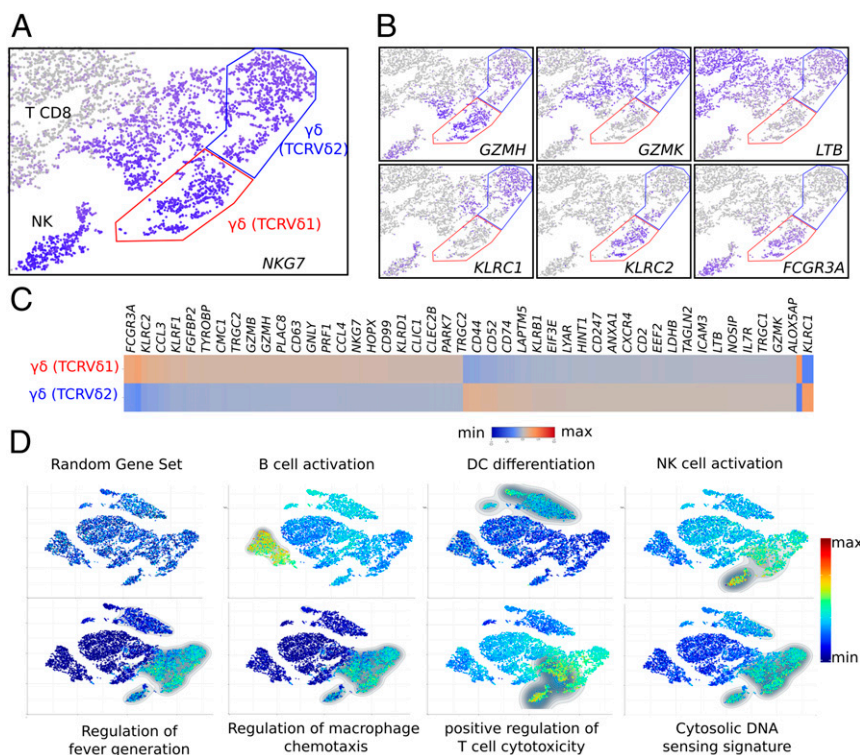 A
T CD8
γδ
(TCRVδ2)
γδ (TCRVδ1)
NK
NKG7
B
GZMH
GZMK
LTB
KLRC1
KLRC2
FCGR3A
C
FCGR3A
KLRC2
CCL3
KLRF1
FGFBP2
TYROBP
CMC1
TRGC2
GZMB
GZMH
PLAC8
CD63
GNLY
PRF1
CCL4
NKG7
HOPX
CD99
KLRD1
CLIC1
CLEC2B
PARK7
TRGC2
CD44
CD52
CD74
LAPTM5
KLRB1
EIF3E
LYAR
HINT1
CD247
ANXA1
CXCR4
CD2
EEF2
LDHB
TAGLN2
ICAM3
LTB
NOSIP
IL7R
TRGC1
GZMK
ALOX5AP
KLRC1
γδ (TCRVδ1)
γδ (TCRVδ2)
min max
D
Random Gene Set
B cell activation
DC differentiation
NK cell activation
max
min
Regulation of
fever generation
Regulation of macrophage
chemotaxis
positive regulation of
T cell cytotoxicity
Cytosolic DNA
sensing signature